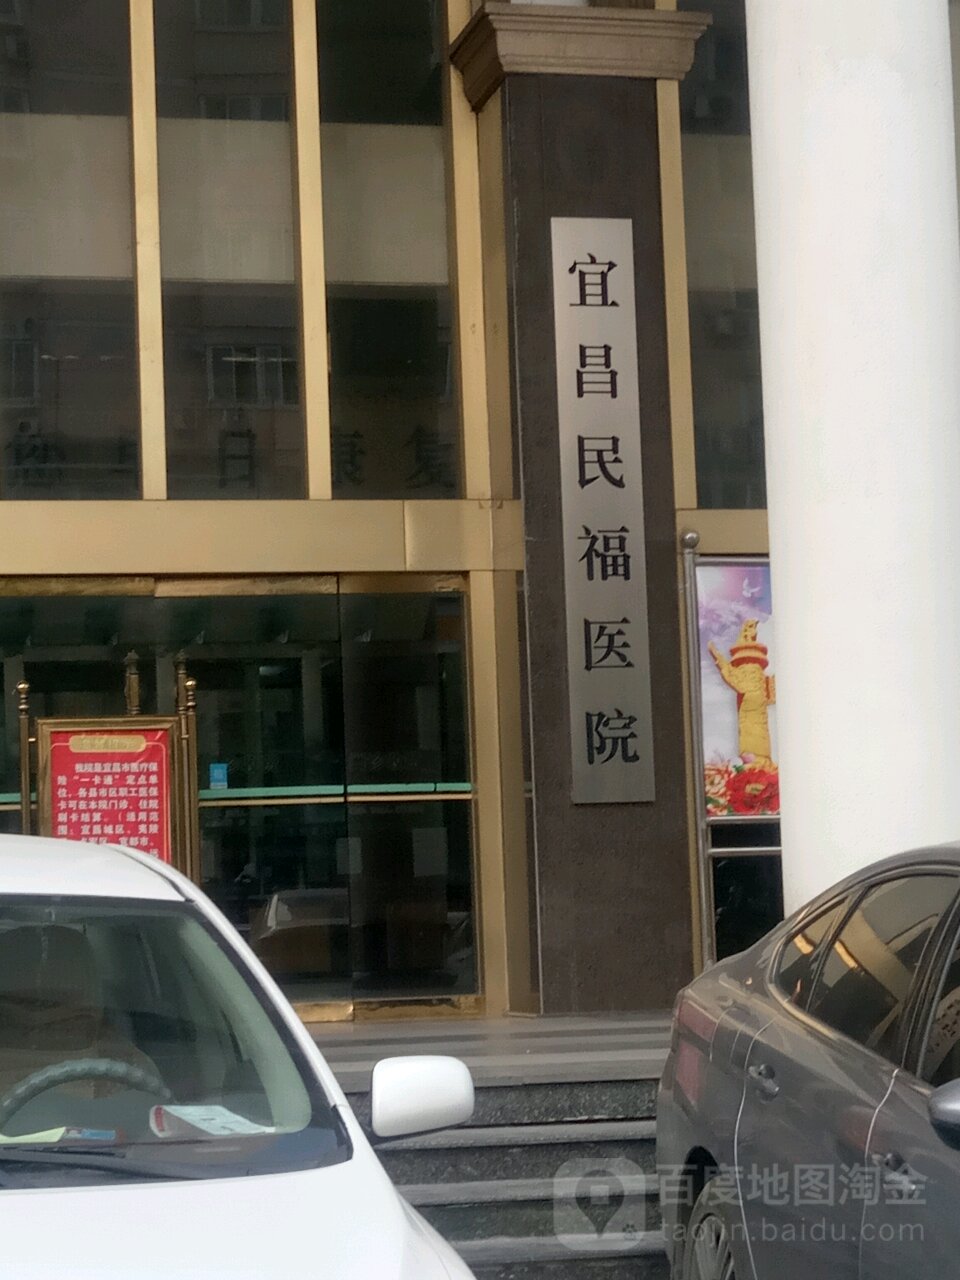 宜昌民福医院
我院是宜昌市医疗保
险“一卡通”定点单
位，各县市区职工医保
卡可在本院门诊、住院
刷卡结算。（适用范
围：宜昌城区、夷陵
百度地图淘金
taojin.baidu.com